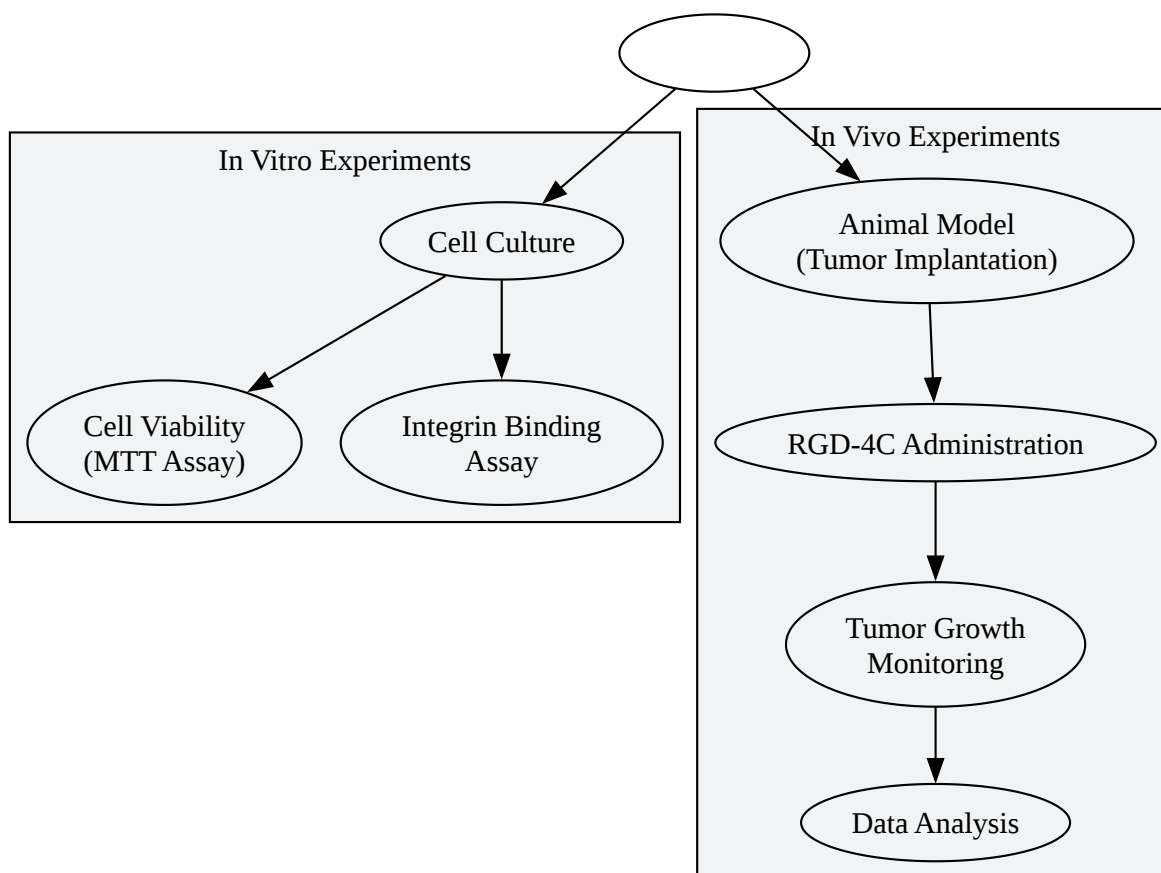 In Vitro Experiments
Cell Culture
Cell Viability
(MTT Assay)
Integrin Binding
Assay
In Vivo Experiments
Animal Model
(Tumor Implantation)
RGD-4C Administration
Tumor Growth
Monitoring
Data Analysis